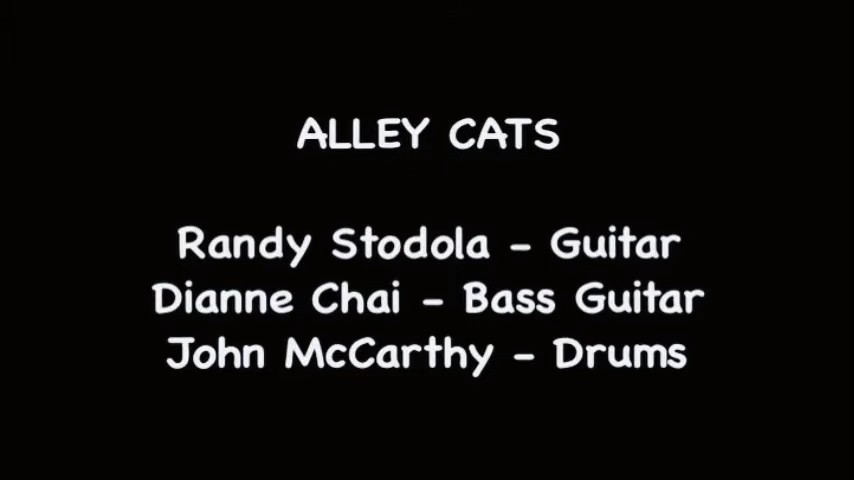 ALLEY CATS
Randy Stodola - Guitar
Dianne Chai - Bass Guitar
John McCarthy - Drums